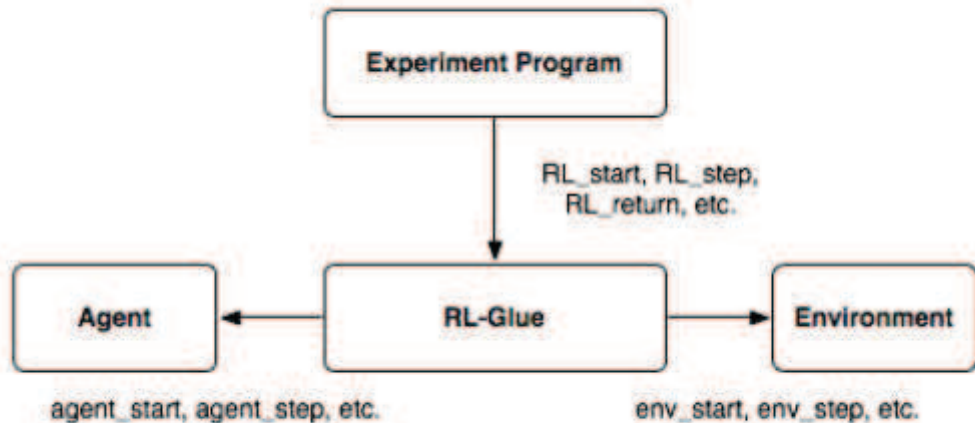 Experiment Program
RL_start, RL_step,
RL_return, etc.
Agent
RL-Glue
Environment
agent_start, agent_step, etc.
env_start, env_step, etc.